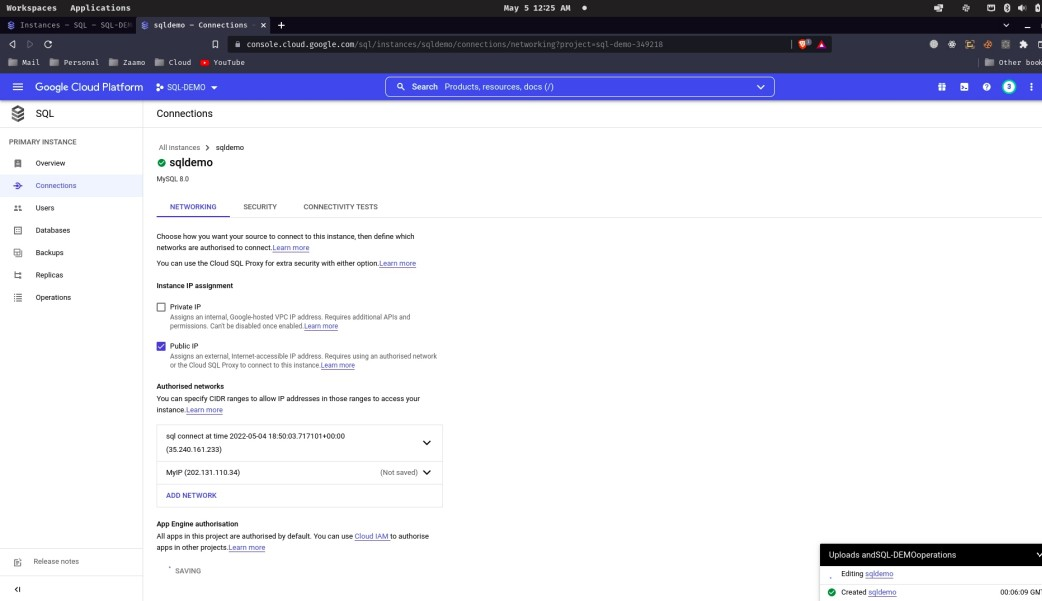 Workspaces Applications May 5 12:25 AM
Instances – SQL – SQL-DEM sqldemo – Connections
console.cloud.google.com/sql/instances/sqldemo/connections/networking?project=sql-demo-349218
Mail Personal Zaamo Cloud YouTube Other book
Google Cloud Platform SQL-DEMO Search Products, resources, docs (/) 3
SQL Connections
PRIMARY INSTANCE
Overview
Connections
Users
Databases
Backups
Replicas
Operations
Release notes
All instances sqldemo
sqldemo
MySQL 8.0
NETWORKING SECURITY CONNECTIVITY TESTS
Choose how you want your source to connect to this instance, then define which
networks are authorised to connect.Learn more
You can use the Cloud SQL Proxy for extra security with either option.Learn more
Instance IP assignment
Private IP
Assigns an internal, Google-hosted VPC IP address. Requires additional APIs and
permissions. Can't be disabled once enabled.Learn more
Public IP
Assigns an external, Internet-accessible IP address. Requires using an authorised network
or the Cloud SQL Proxy to connect to this instance.Learn more
Authorised networks
You can specify CIDR ranges to allow IP addresses in those ranges to access your
instance.Learn more
sql connect at time 2022-05-04 18:50:03.717101+00:00
(35.240.161.233)
MyIP (202.131.110.34) (Not saved)
ADD NETWORK
App Engine authorisation
All apps in this project are authorised by default. You can use Cloud IAM to authorise
apps in other projects.Learn more
SAVING
Uploads andSQL-DEMOoperations
Editing sqldemo
Created sqldemo 00:06:09 GMT